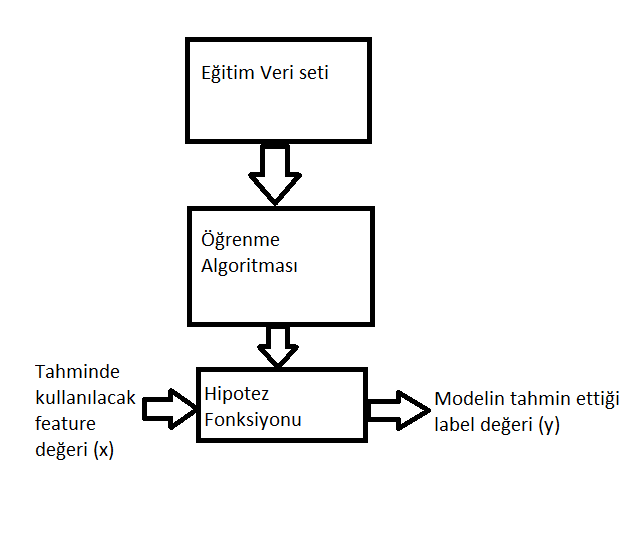 Eğitim Veri seti
Öğrenme
Algoritması
Tahminde
kullanılacak
feature
değeri (x)
Hipotez
Fonksiyonu
Modelin tahmin ettiği
label değeri (y)